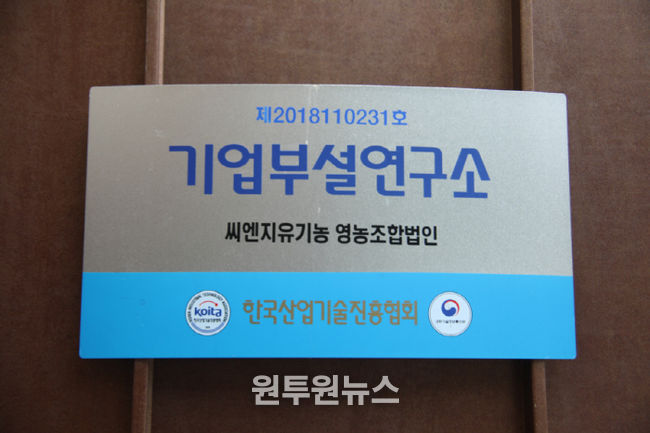 제2018110231호
기업부설연구소
씨엔지유기농 영농조합법인
koita 한국산업기술진흥협회
원투원뉴스